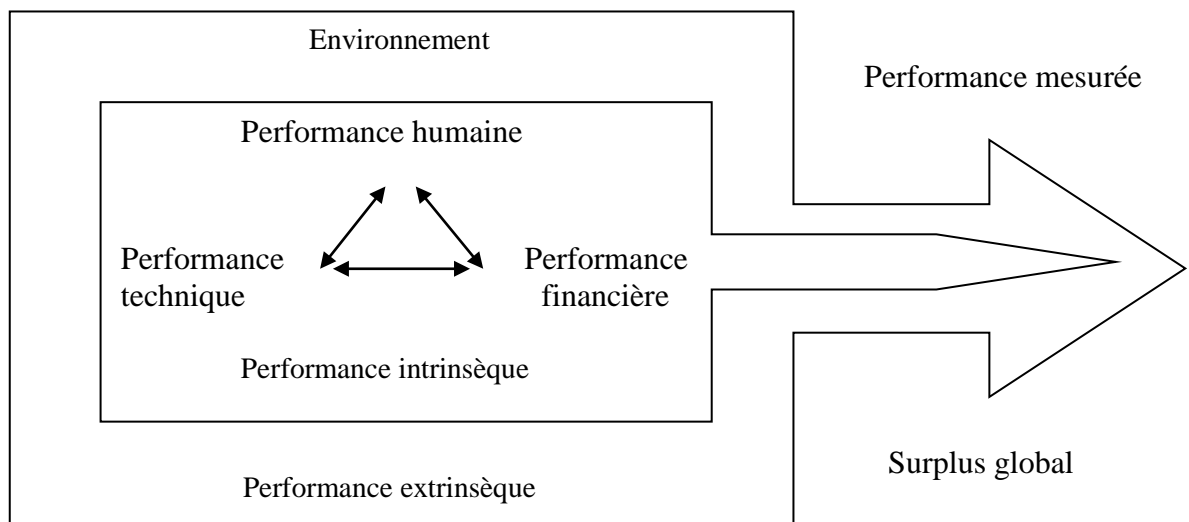 Environnement
Performance mesurée
Performance humaine
Performance
technique
Performance
financière
Performance intrinsèque
Surplus global
Performance extrinsèque